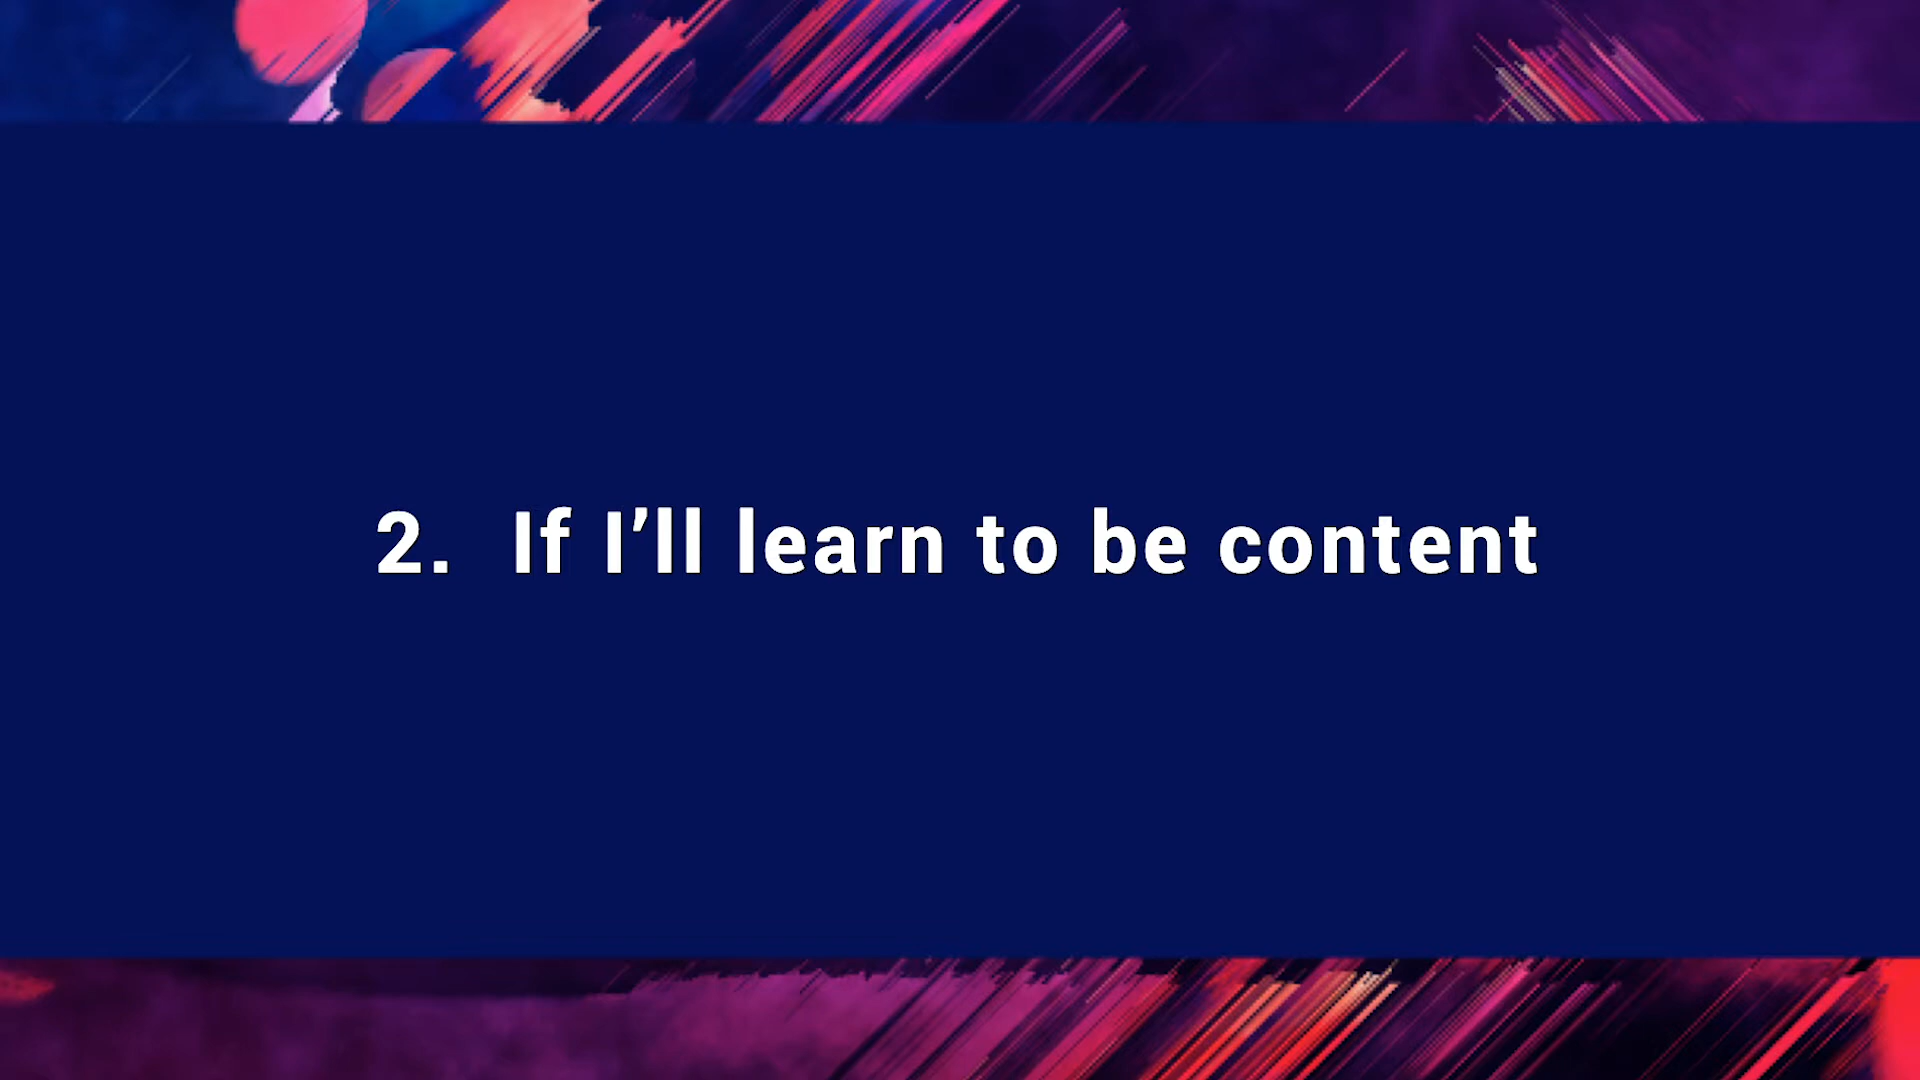 2. If I’ll learn to be content